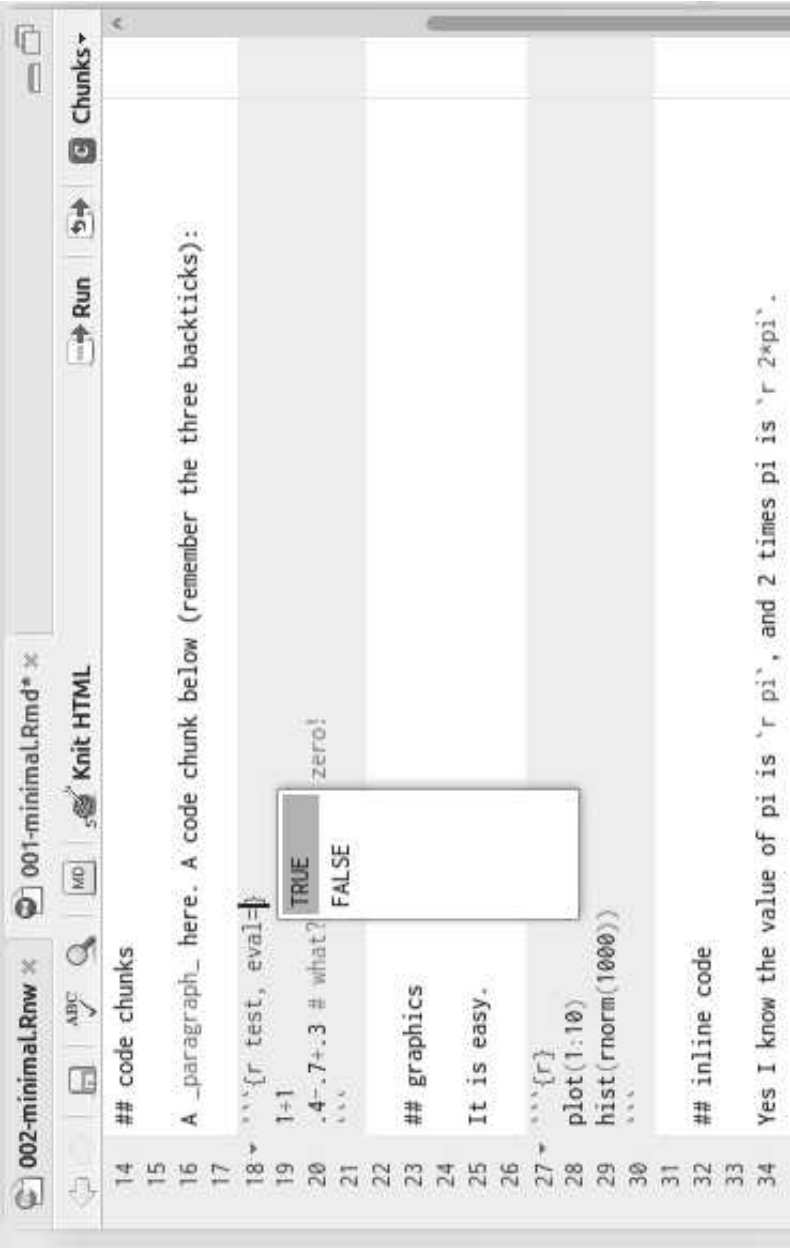 002-minimal.Rnw × 001-minimal.Rmd* ×
ABC MD Knit HTML Run C Chunks
14 ## code chunks
15
16 A _paragraph_ here. A code chunk below (remember the three backticks):
17
18 ```{r test, eval=}
19 1+1
20 .4-.7+.3 # what? zero!
21 ```
TRUE
FALSE
22
23 ## graphics
24
25 It is easy.
26
27 ```{r}
28 plot(1:10)
29 hist(rnorm(1000))
30 ```
31
32 ## inline code
33
34 Yes I know the value of pi is `r pi`, and 2 times pi is `r 2*pi`.